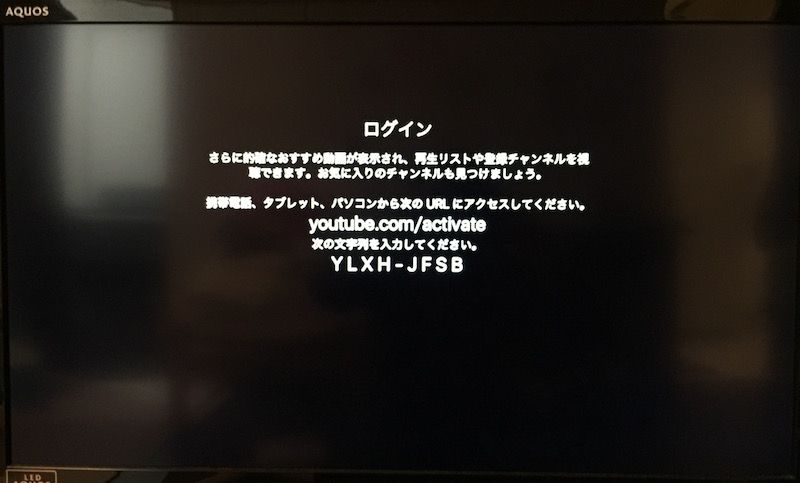 AQUOS
ログイン
さらに的確なおすすめ動画が表示され、再生リストや登録チャンネルを視
聴できます。お気に入りのチャンネルも見つけましょう。
携帯電話、タブレット、パソコンから次の URL にアクセスしてください。
youtube.com/activate
次の文字列を入力してください。
YLXH-JFSB
LED
AQUOS